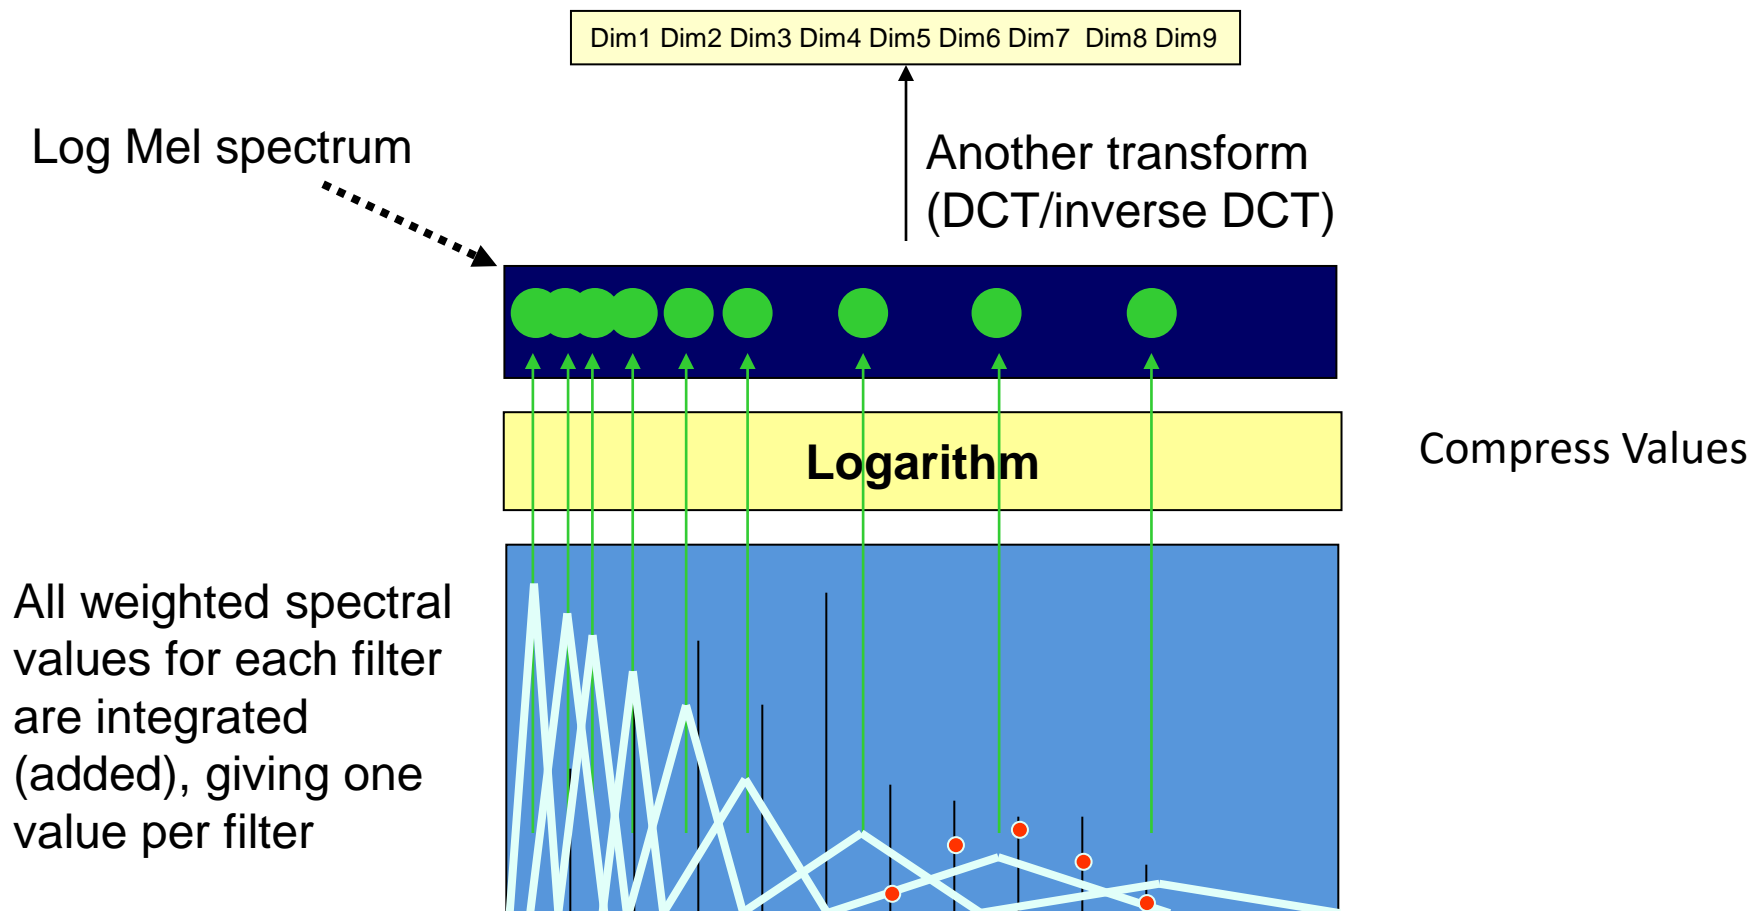 Dim1 Dim2 Dim3 Dim4 Dim5 Dim6 Dim7 Dim8 Dim9
Log Mel spectrum
Another transform
(DCT/inverse DCT)
Logarithm
Compress Values
All weighted spectral
values for each filter
are integrated
(added), giving one
value per filter